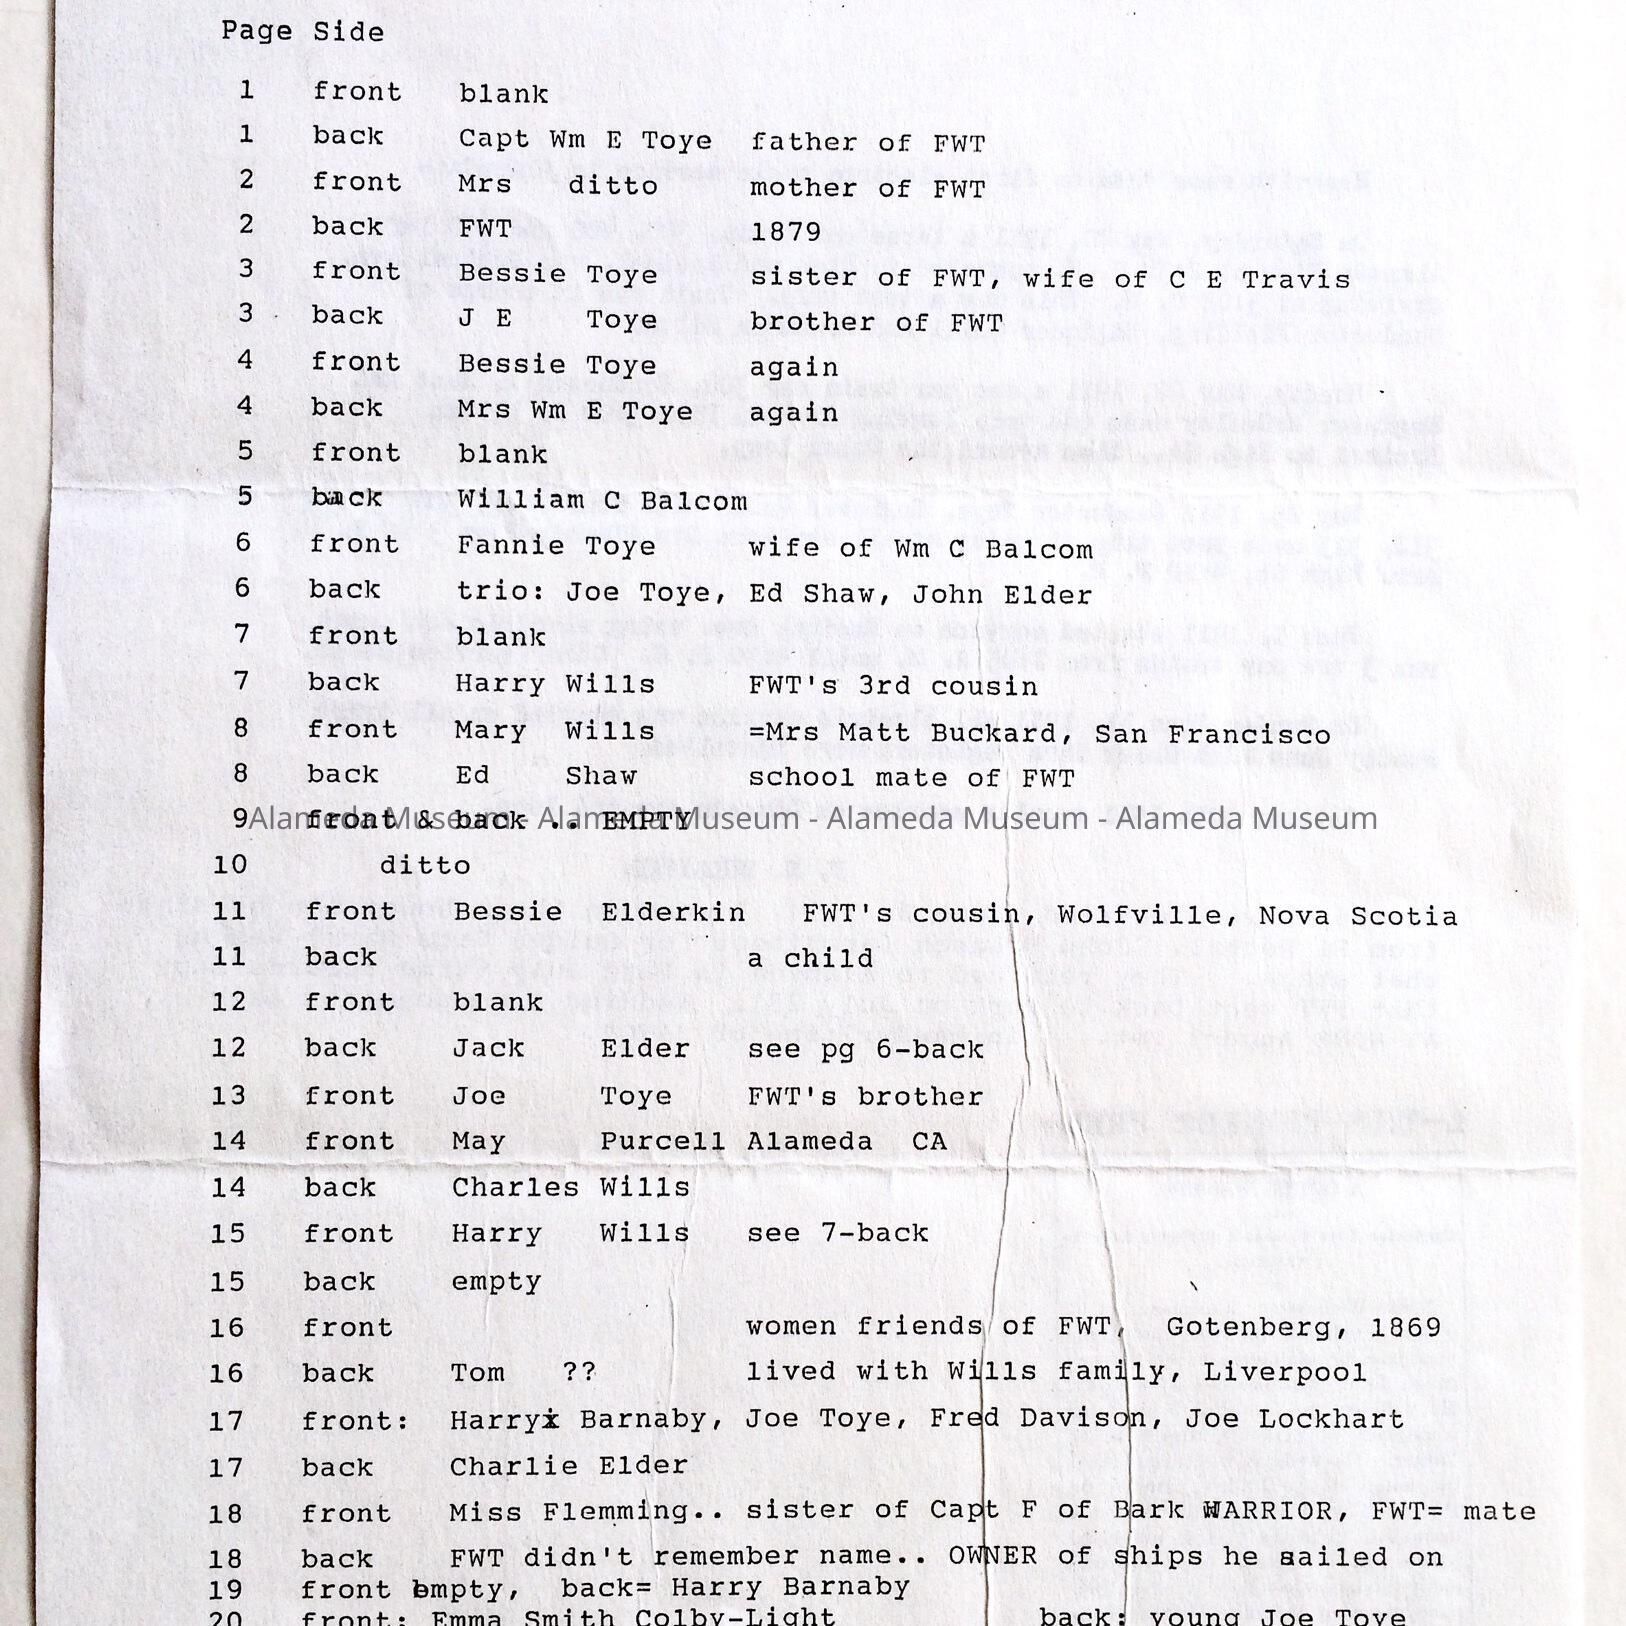 Page Side
1 front blank
1 back Capt Wm E Toye father of FWT
2 front Mrs ditto mother of FWT
2 back FWT 1879
3 front Bessie Toye sister of FWT, wife of C E Travis
3 back J E Toye brother of FWT
4 front Bessie Toye again
4 back Mrs Wm E Toye again
5 front blank
5 back William C Balcom
6 front Fannie Toye wife of Wm C Balcom
6 back trio: Joe Toye, Ed Shaw, John Elder
7 front blank
7 back Harry Wills FWT's 3rd cousin
8 front Mary Wills =Mrs Matt Buckard, San Francisco
8 back Ed Shaw school mate of FWT
9 front & back .. EMPTY
Alameda Museum - Alameda Museum - Alameda Museum - Alameda Museum
10 ditto
11 front Bessie Elderkin FWT's cousin, Wolfville, Nova Scotia
11 back a child
12 front blank
12 back Jack Elder see pg 6-back
13 front Joe Toye FWT's brother
14 front May Purcell Alameda CA
14 back Charles Wills
15 front Harry Wills see 7-back
15 back empty
16 front women friends of FWT, Gotenberg, 1869
16 back Tom ?? lived with Wills family, Liverpool
17 front: Harry Barnaby, Joe Toye, Fred Davison, Joe Lockhart
17 back Charlie Elder
18 front Miss Flemming.. sister of Capt F of Bark WARRIOR, FWT= mate
18 back FWT didn't remember name.. OWNER of ships he sailed on
19 front empty, back= Harry Barnaby
20 front: Emma Smith Colby-Light back: young Joe Toye